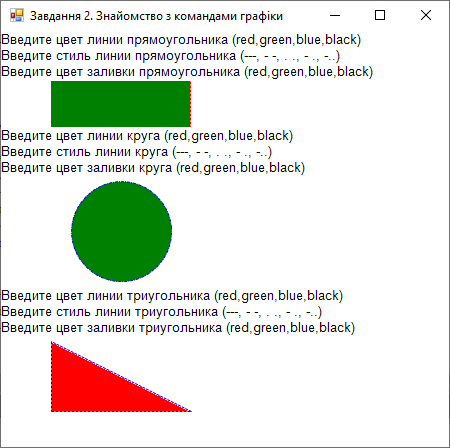 Завдання 2. Знайомство з командами графіки
Введите цвет линии прямоугольника (red,green,blue,black)
Введите стиль линии прямоугольника (---, - -, . ., - ., -..)
Введите цвет заливки прямоугольника (red,green,blue,black)
Введите цвет линии круга (red,green,blue,black)
Введите стиль линии круга (---, - -, . ., - ., -..)
Введите цвет заливки круга (red,green,blue,black)
Введите цвет линии триугольника (red,green,blue,black)
Введите стиль линии триугольника (---, - -, . ., - ., -..)
Введите цвет заливки триугольника (red,green,blue,black)